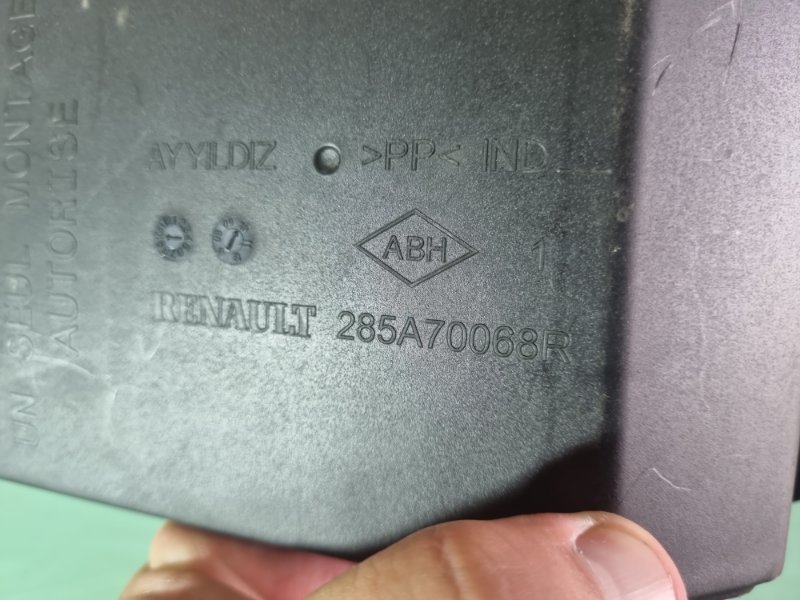 UN SEUL MONTAGE
AUTORISE
AYYILDIZ >PP< IND
ABH 1
RENAULT 285A70068R